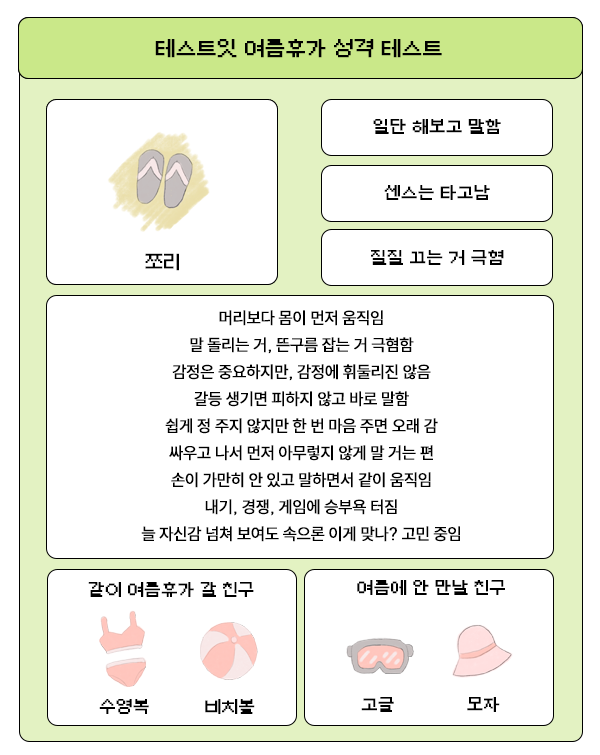 테스트잇 여름휴가 성격 테스트
쪼리
일단 해보고 말함
센스는 타고남
질질 끄는 거 극혐
머리보다 몸이 먼저 움직임
말 돌리는 거, 뜬구름 잡는 거 극혐함
감정은 중요하지만, 감정에 휘둘리진 않음
갈등 생기면 피하지 않고 바로 말함
쉽게 정 주지 않지만 한 번 마음 주면 오래 감
싸우고 나서 먼저 아무렇지 않게 말 거는 편
손이 가만히 안 있고 말하면서 같이 움직임
내기, 경쟁, 게임에 승부욕 터짐
늘 자신감 넘쳐 보여도 속으론 이게 맞나? 고민 중임
같이 여름휴가 갈 친구
수영복 비치볼
여름에 안 만날 친구
고글 모자